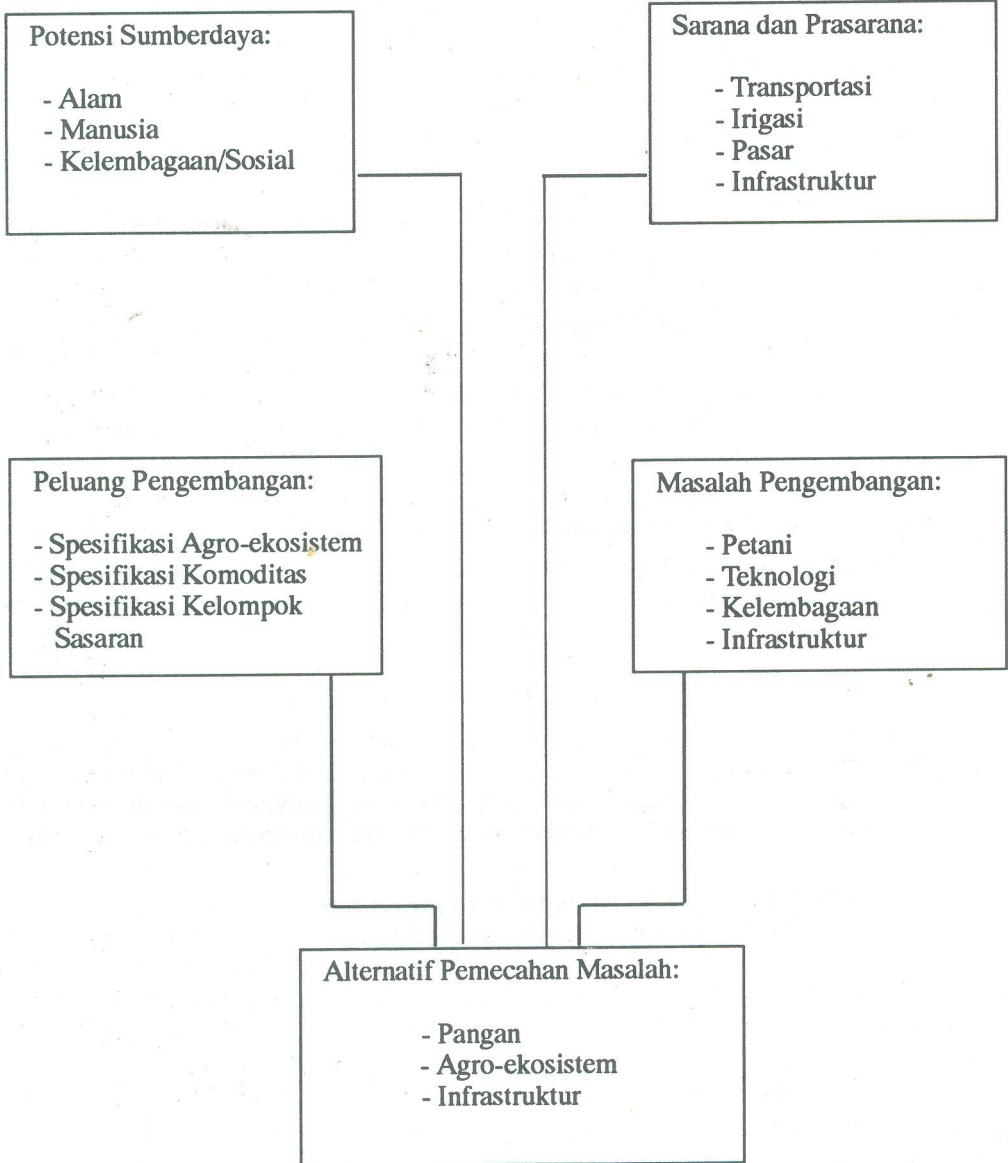 Potensi Sumberdaya:
- Alam
- Manusia
- Kelembagaan/Sosial
Sarana dan Prasarana:
- Transportasi
- Irigasi
- Pasar
- Infrastruktur
Peluang Pengembangan:
- Spesifikasi Agro-ekosistem
- Spesifikasi Komoditas
- Spesifikasi Kelompok
Sasaran
Masalah Pengembangan:
- Petani
- Teknologi
- Kelembagaan
- Infrastruktur
Alternatif Pemecahan Masalah:
- Pangan
- Agro-ekosistem
- Infrastruktur